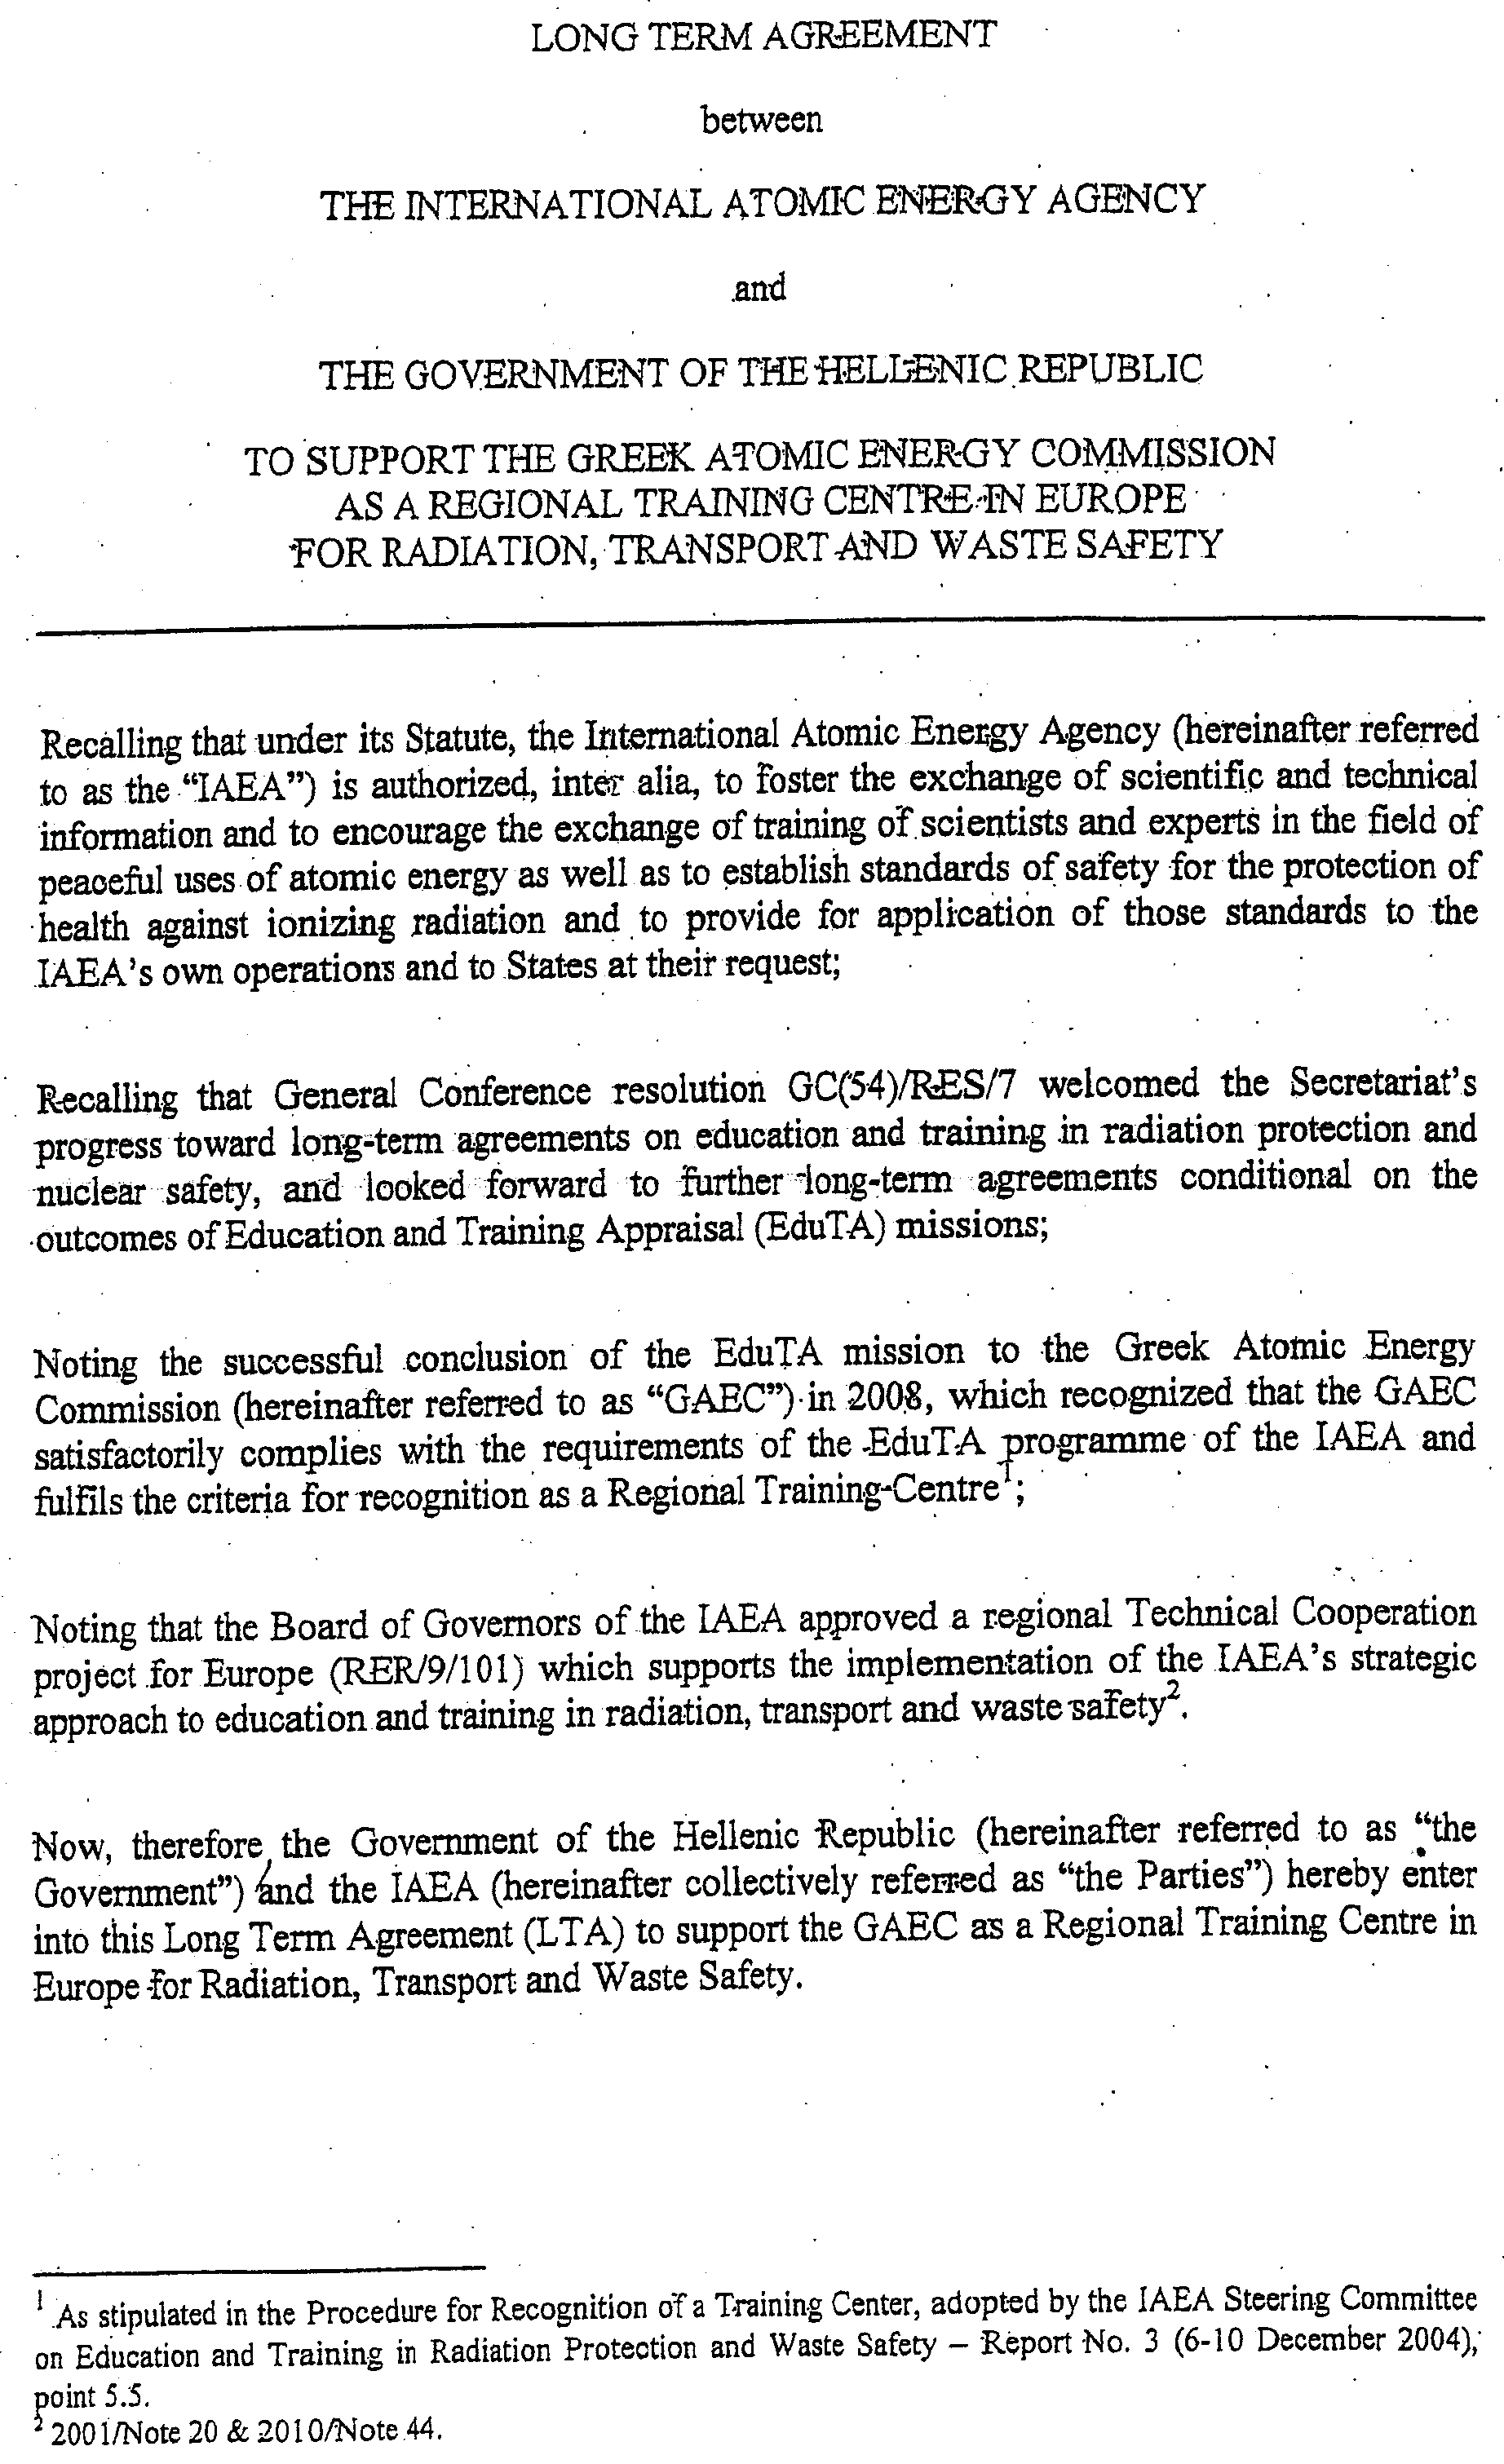 LONG TERM AGREEMENT
between
THE INTERNATIONAL ATOMIC ENERGY AGENCY
and
THE GOVERNMENT OF THE HELLENIC REPUBLIC
TO SUPPORT THE GREEK ATOMIC ENERGY COMMISSION
AS A REGIONAL TRAINING CENTRE IN EUROPE
FOR RADIATION, TRANSPORT AND WASTE SAFETY
Recalling that under its Statute, the International Atomic Energy Agency (hereinafter referred
to as the “IAEA”) is authorized, inter alia, to foster the exchange of scientific and technical
information and to encourage the exchange of training of scientists and experts in the field of
peaceful uses of atomic energy as well as to establish standards of safety for the protection of
health against ionizing radiation and to provide for application of those standards to the
IAEA’s own operations and to States at their request;
Recalling that General Conference resolution GC(54)/RES/7 welcomed the Secretariat’s
progress toward long-term agreements on education and training in radiation protection and
nuclear safety, and looked forward to further long-term agreements conditional on the
outcomes of Education and Training Appraisal (EduTA) missions;
Noting the successful conclusion of the EduTA mission to the Greek Atomic Energy
Commission (hereinafter referred to as “GAEC”) in 2008, which recognized that the GAEC
satisfactorily complies with the requirements of the EduTA programme of the IAEA and
fulfils the criteria for recognition as a Regional Training Centre¹;
Noting that the Board of Governors of the IAEA approved a regional Technical Cooperation
project for Europe (RER/9/101) which supports the implementation of the IAEA’s strategic
approach to education and training in radiation, transport and waste safety².
Now, therefore, the Government of the Hellenic Republic (hereinafter referred to as “the
Government”) and the IAEA (hereinafter collectively referred as “the Parties”) hereby enter
into this Long Term Agreement (LTA) to support the GAEC as a Regional Training Centre in
Europe for Radiation, Transport and Waste Safety.
¹ As stipulated in the Procedure for Recognition of a Training Center, adopted by the IAEA Steering Committee
on Education and Training in Radiation Protection and Waste Safety – Report No. 3 (6-10 December 2004),
point 5.5.
² 2001/Note 20 & 2010/Note 44.